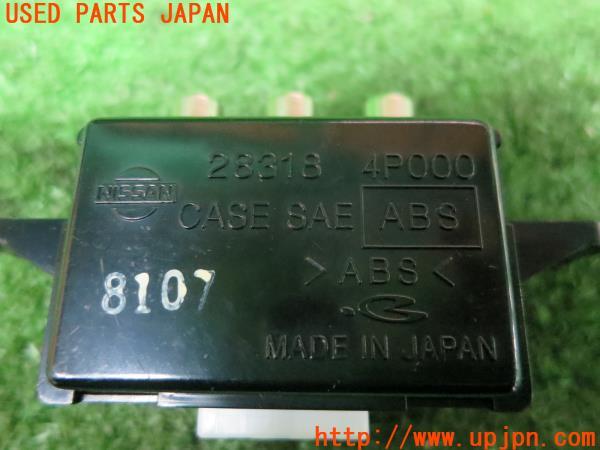 USED PARTS JAPAN
28318 4P000
NISSAN
CASE SAE ABS
8107
>ABS<
MADE IN JAPAN
http://www.upjpn.com